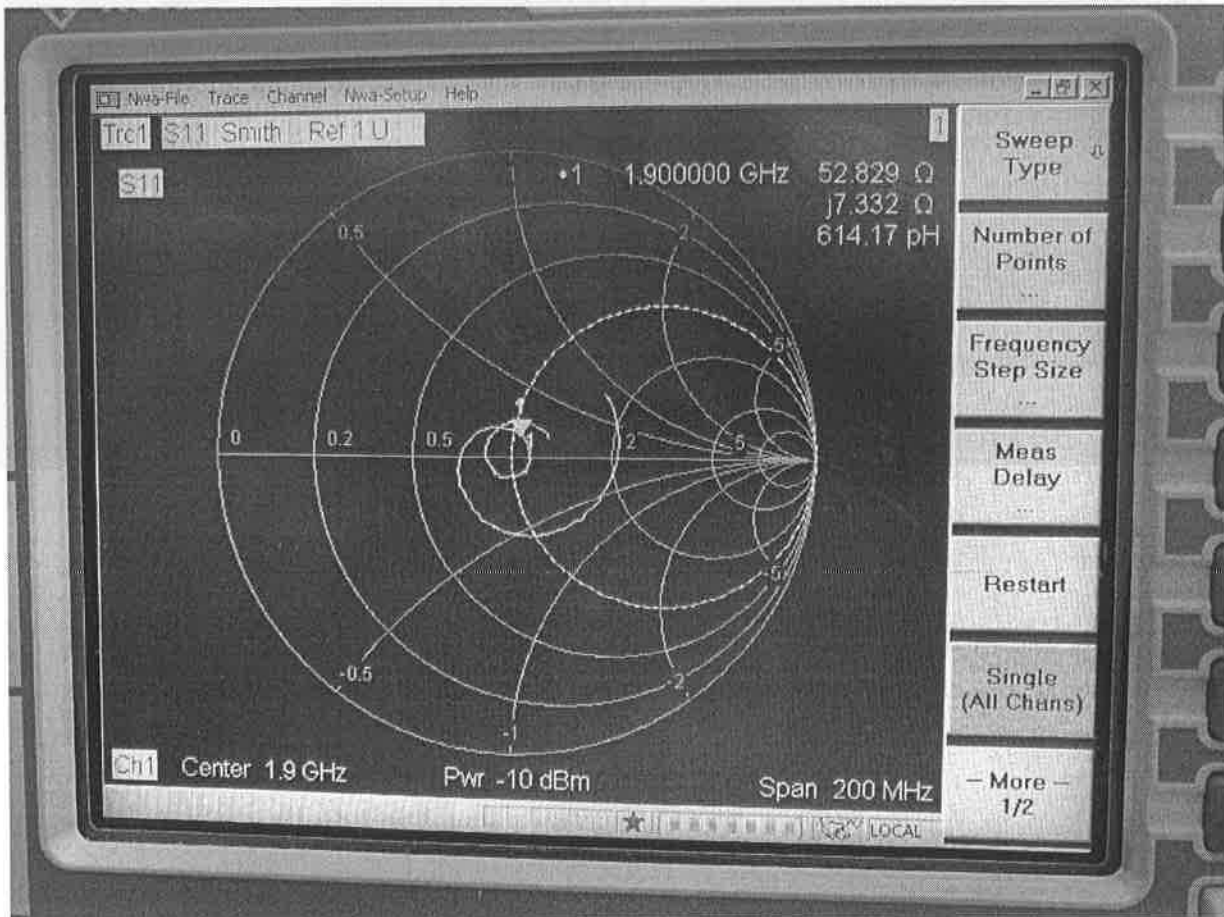 Nwa-File Trace Channel Nwa-Setup Help
Trc1 S11 Smith Ref 1 U
1
S11
•1 1.900000 GHz 52.829 Ω
j7.332 Ω
614.17 pH
1
0.5
2
5
0
0.2
0.5
1
2
5
-5
-0.5
-2
-1
Ch1 Center 1.9 GHz Pwr -10 dBm Span 200 MHz
LOCAL
Sweep
Type
Number of
Points
...
Frequency
Step Size
...
Meas
Delay
...
Restart
Single
(All Chans)
– More –
1/2